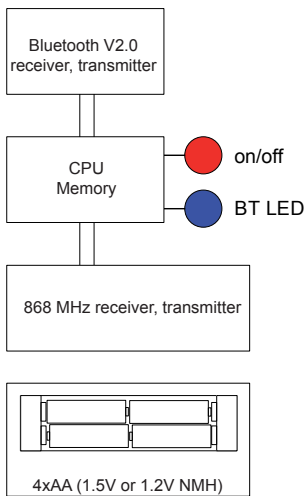 Bluetooth V2.0
receiver, transmitter
CPU
Memory
on/off
BT LED
868 MHz receiver, transmitter
4xAA (1.5V or 1.2V NMH)